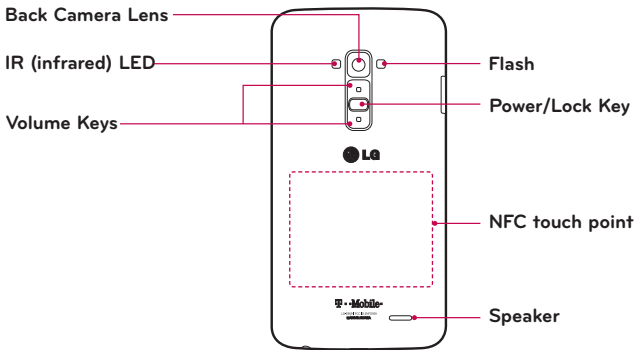 Back Camera Lens
IR (infrared) LED
Flash
Volume Keys
Power/Lock Key
LG
NFC touch point
T··Mobile·
Speaker